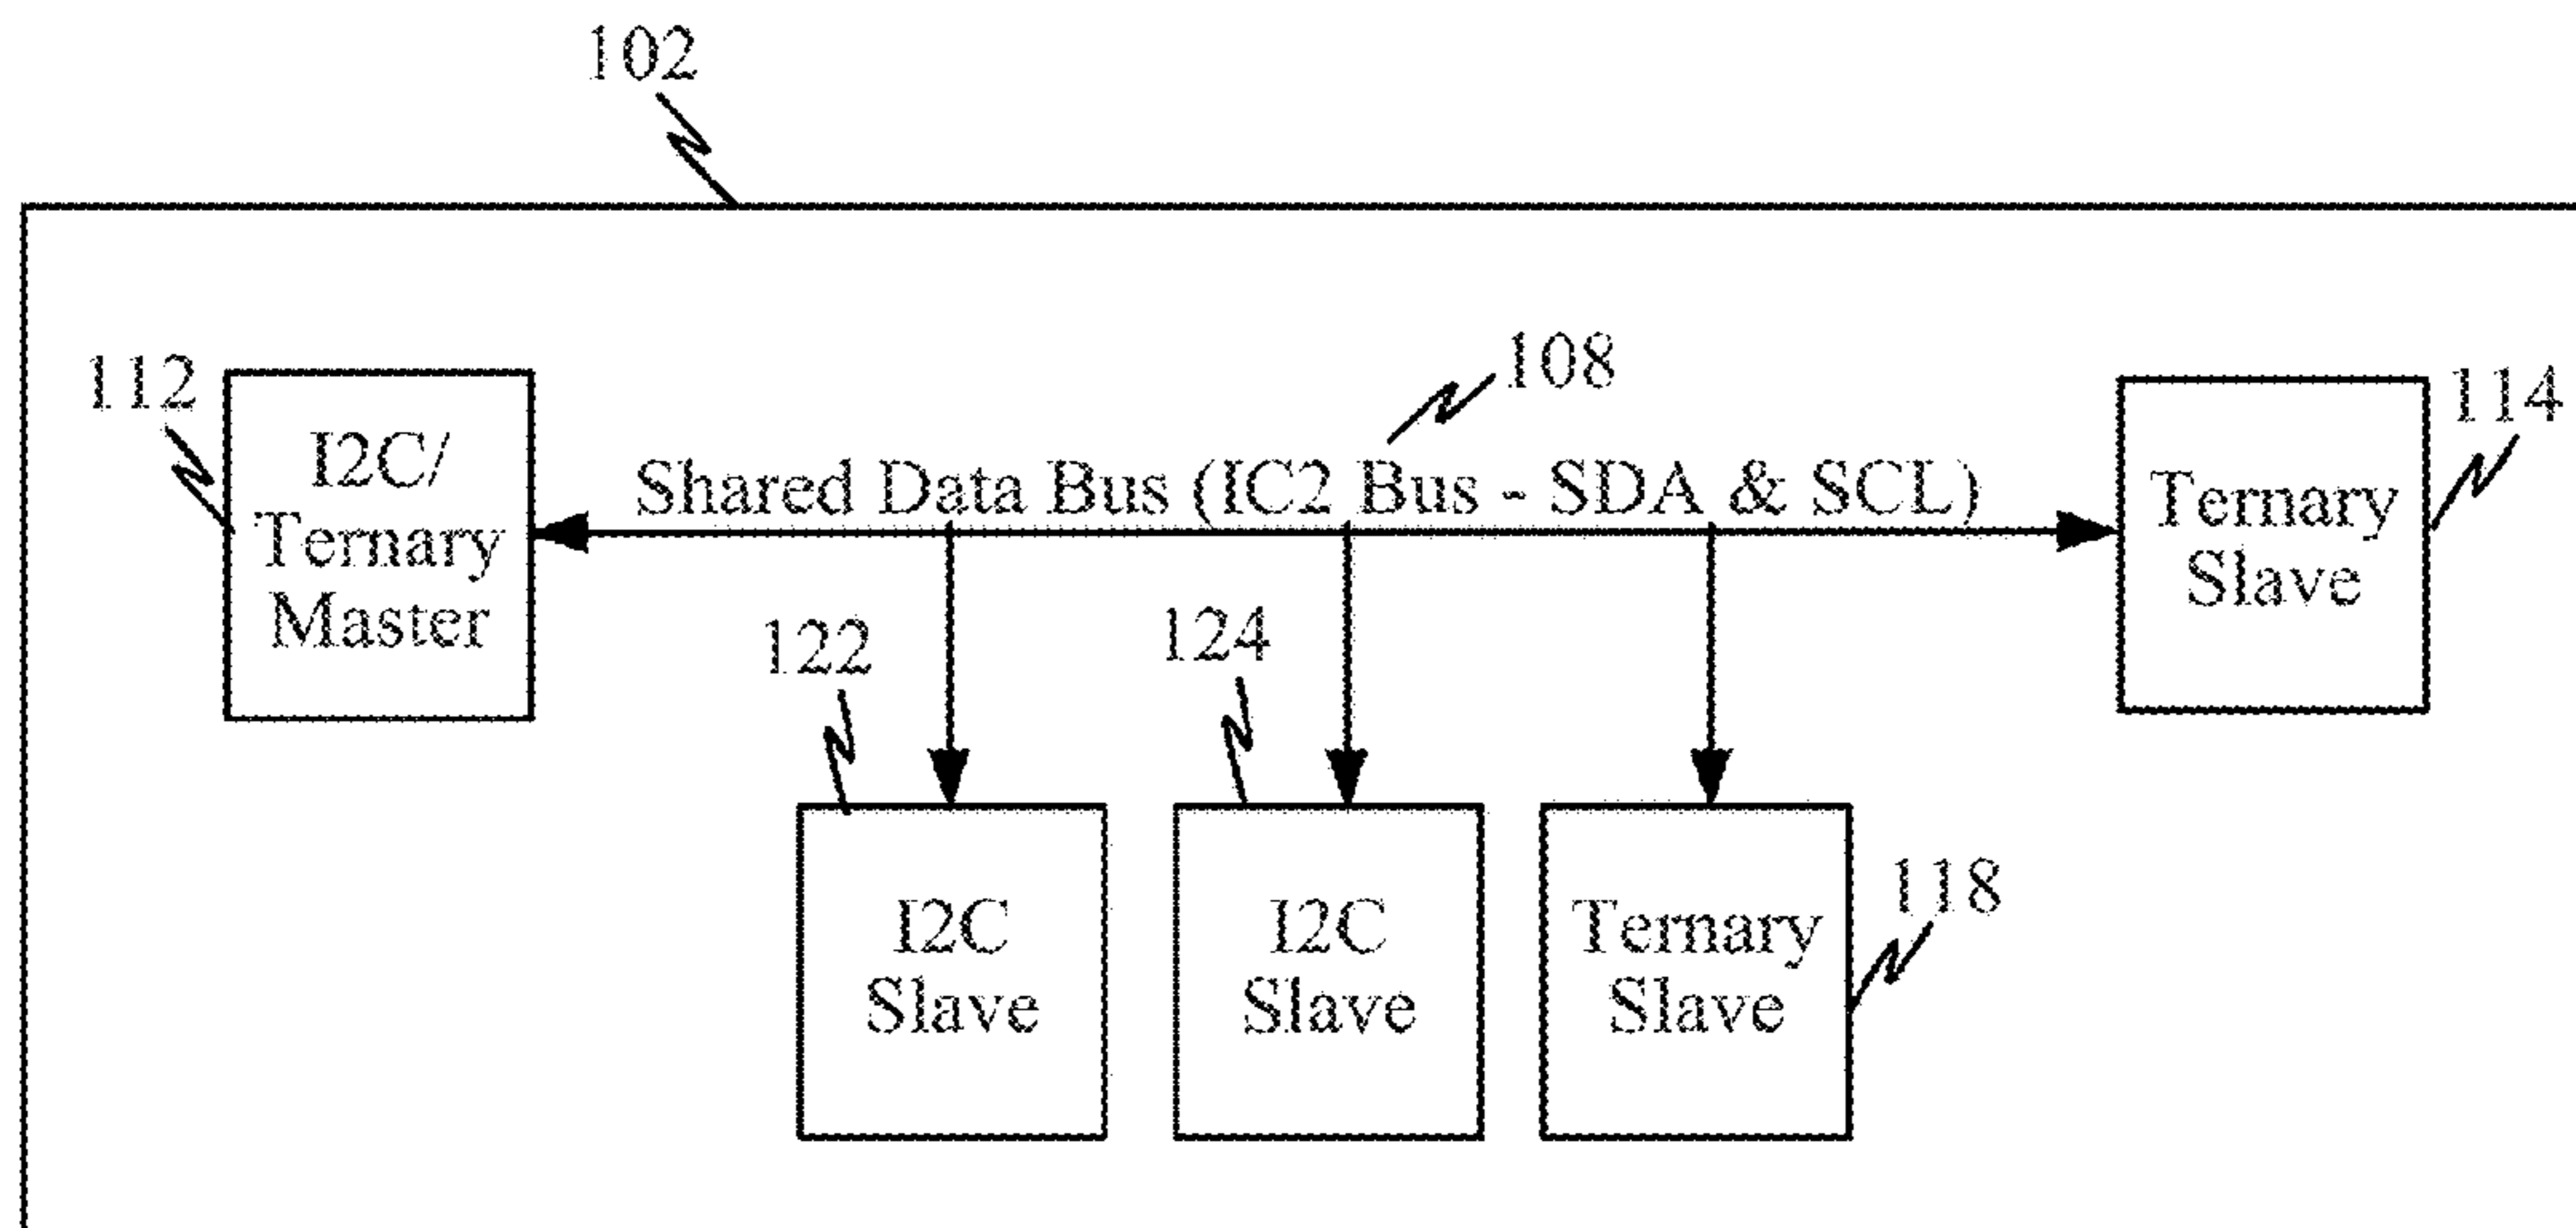 102
108
112
114
I2C/
Ternary
Master
Shared Data Bus (IC2 Bus - SDA & SCL)
Ternary
Slave
122
124
118
I2C
Slave
I2C
Slave
Ternary
Slave